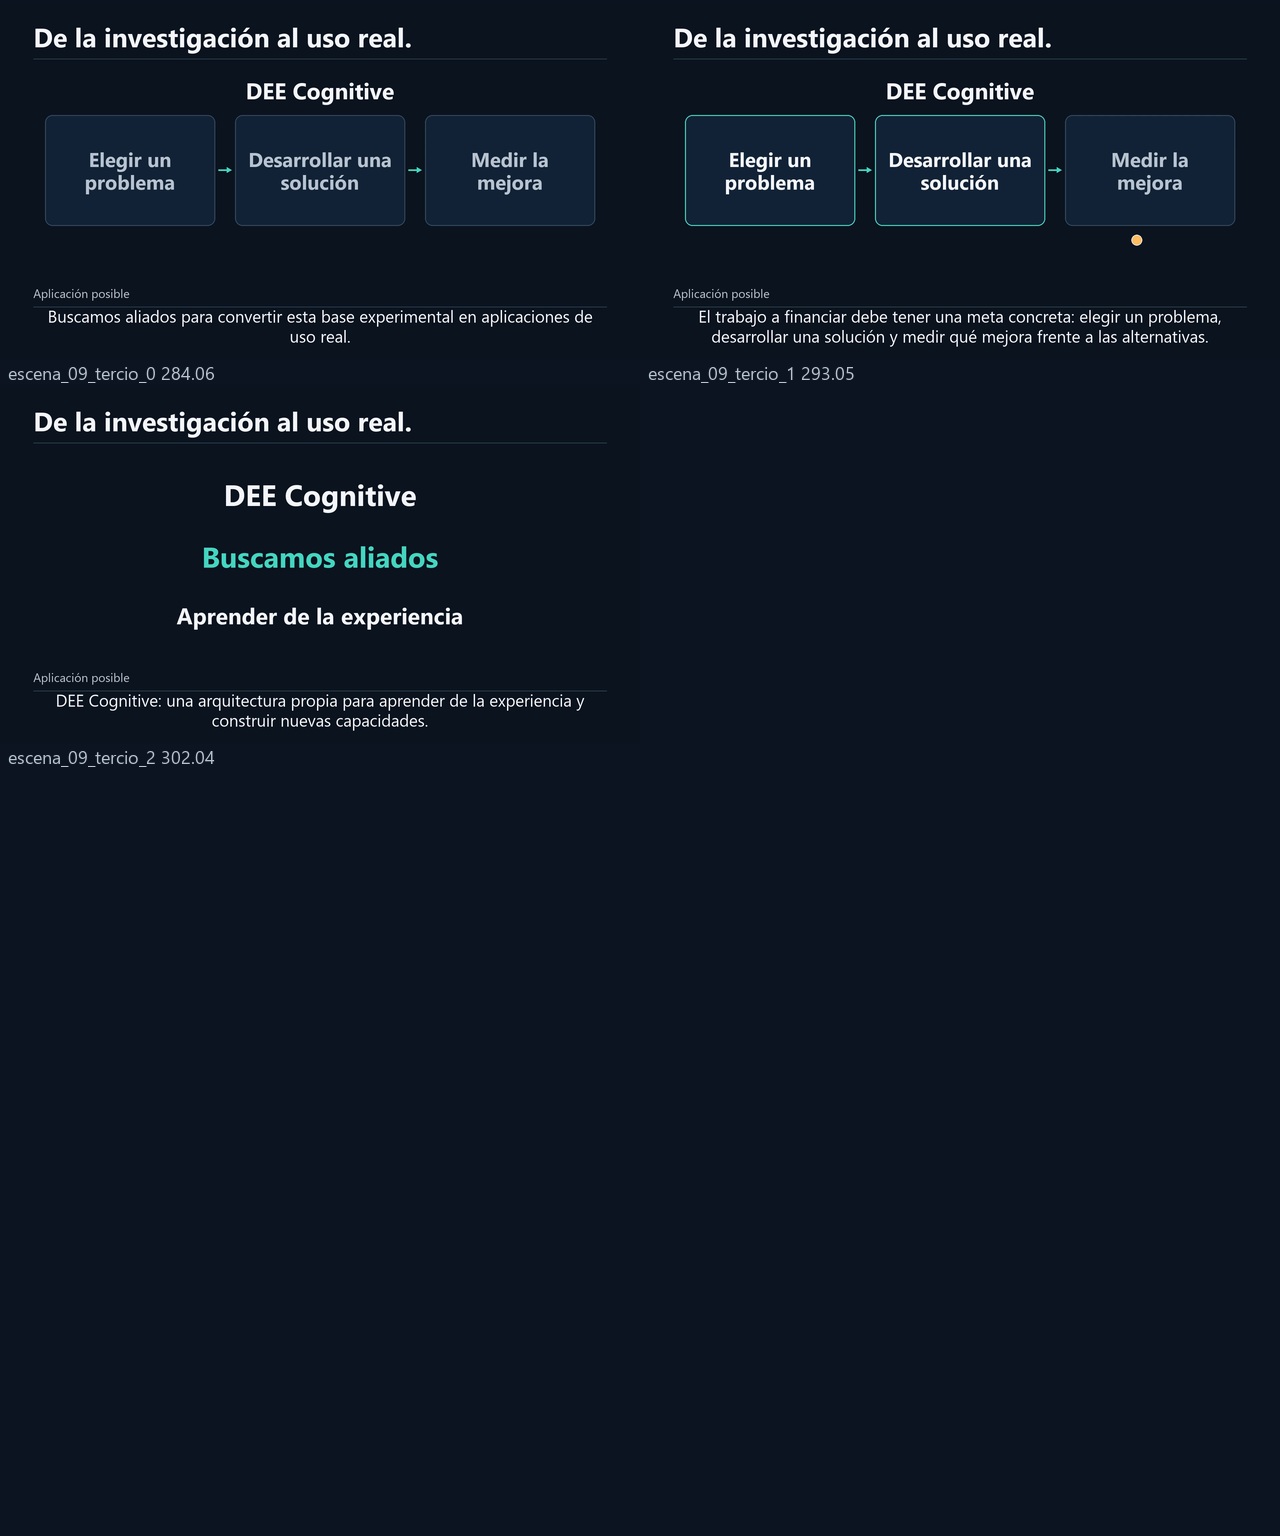 De la investigación al uso real.
DEE Cognitive
Elegir un
problema
Desarrollar una
solución
Medir la
mejora
Aplicación posible
Buscamos aliados para convertir esta base experimental en aplicaciones de
uso real.
escena_09_tercio_0 284.06
De la investigación al uso real.
DEE Cognitive
Elegir un
problema
Desarrollar una
solución
Medir la
mejora
Aplicación posible
El trabajo a financiar debe tener una meta concreta: elegir un problema,
desarrollar una solución y medir qué mejora frente a las alternativas.
escena_09_tercio_1 293.05
De la investigación al uso real.
DEE Cognitive
Buscamos aliados
Aprender de la experiencia
Aplicación posible
DEE Cognitive: una arquitectura propia para aprender de la experiencia y
construir nuevas capacidades.
escena_09_tercio_2 302.04